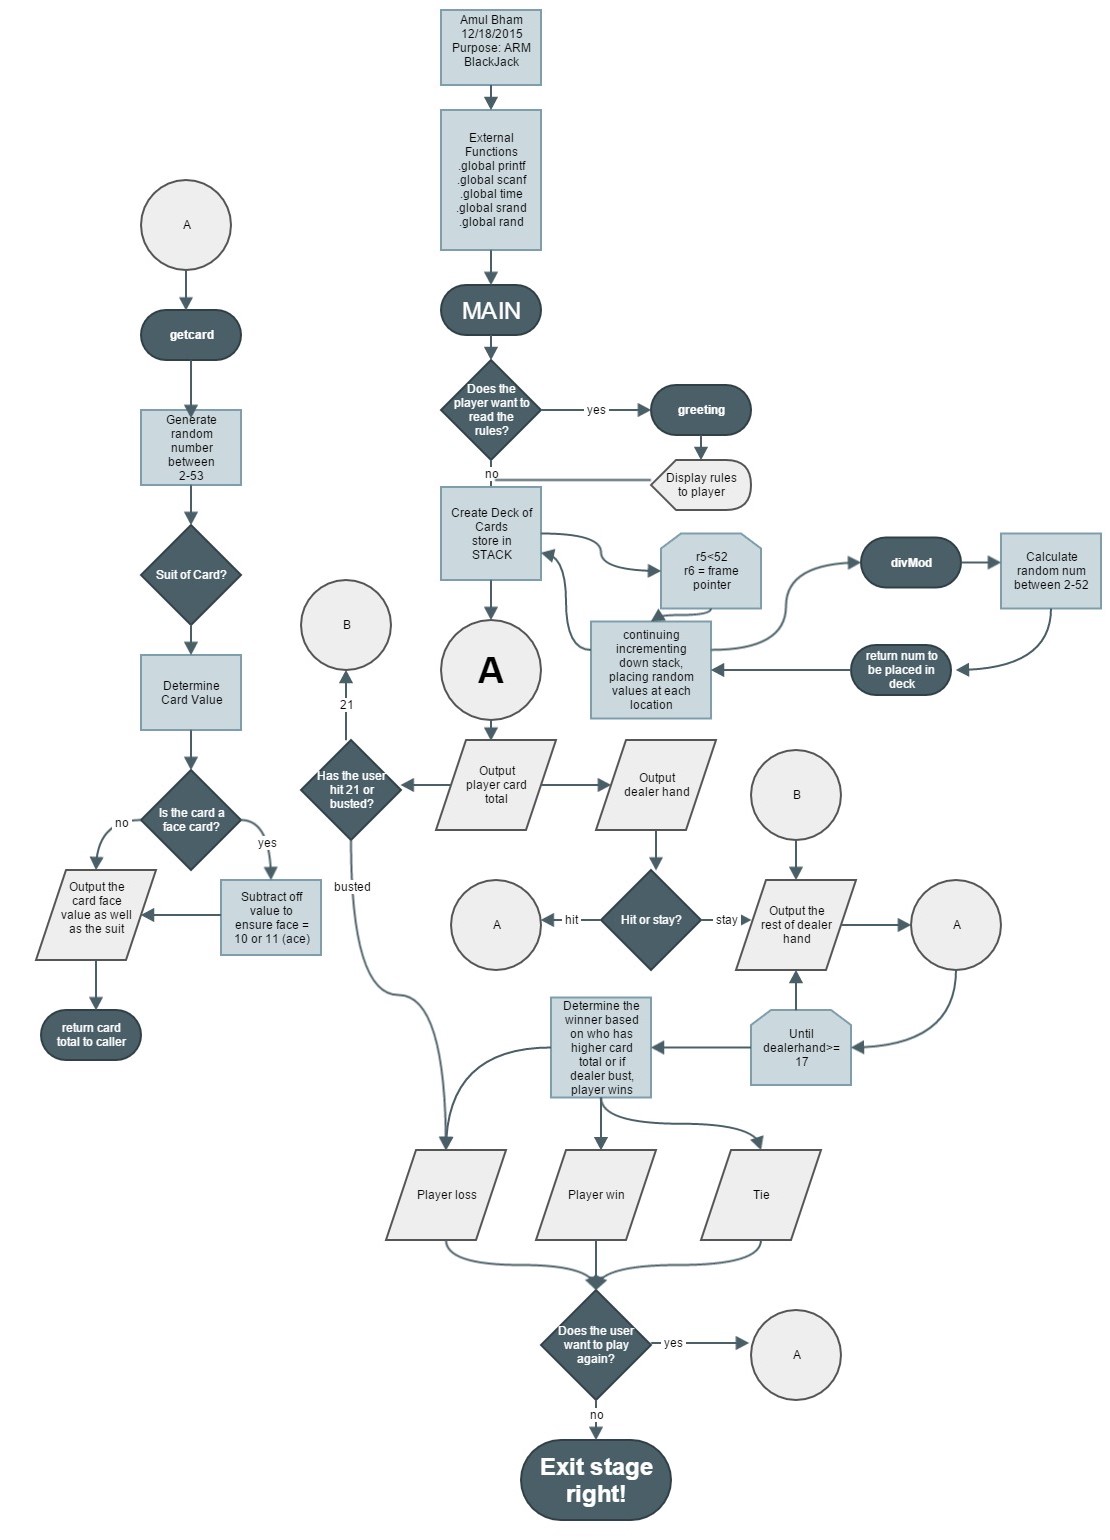 Amul Bham
12/18/2015
Purpose: ARM
BlackJack
External
Functions
.global printf
.global scanf
.global time
.global srand
.global rand
MAIN
Does the
player want to
read the
rules?
yes
greeting
Display rules
to player
no
Create Deck of
Cards
store in
STACK
r5<52
r6 = frame
pointer
divMod
Calculate
random num
between 2-52
continuing
incrementing
down stack,
placing random
values at each
location
return num to
be placed in
deck
A
getcard
Generate
random
number
between
2-53
Suit of Card?
Determine
Card Value
Is the card a
face card?
no
yes
Output the
card face
value as well
as the suit
Subtract off
value to
ensure face =
10 or 11 (ace)
return card
total to caller
B
21
Has the user
hit 21 or
busted?
busted
A
Output
player card
total
Output
dealer hand
B
A
hit
Hit or stay?
stay
Output the
rest of dealer
hand
A
Determine the
winner based
on who has
higher card
total or if
dealer bust,
player wins
Until
dealerhand>=
17
Player loss
Player win
Tie
Does the user
want to play
again?
yes
A
no
Exit stage
right!